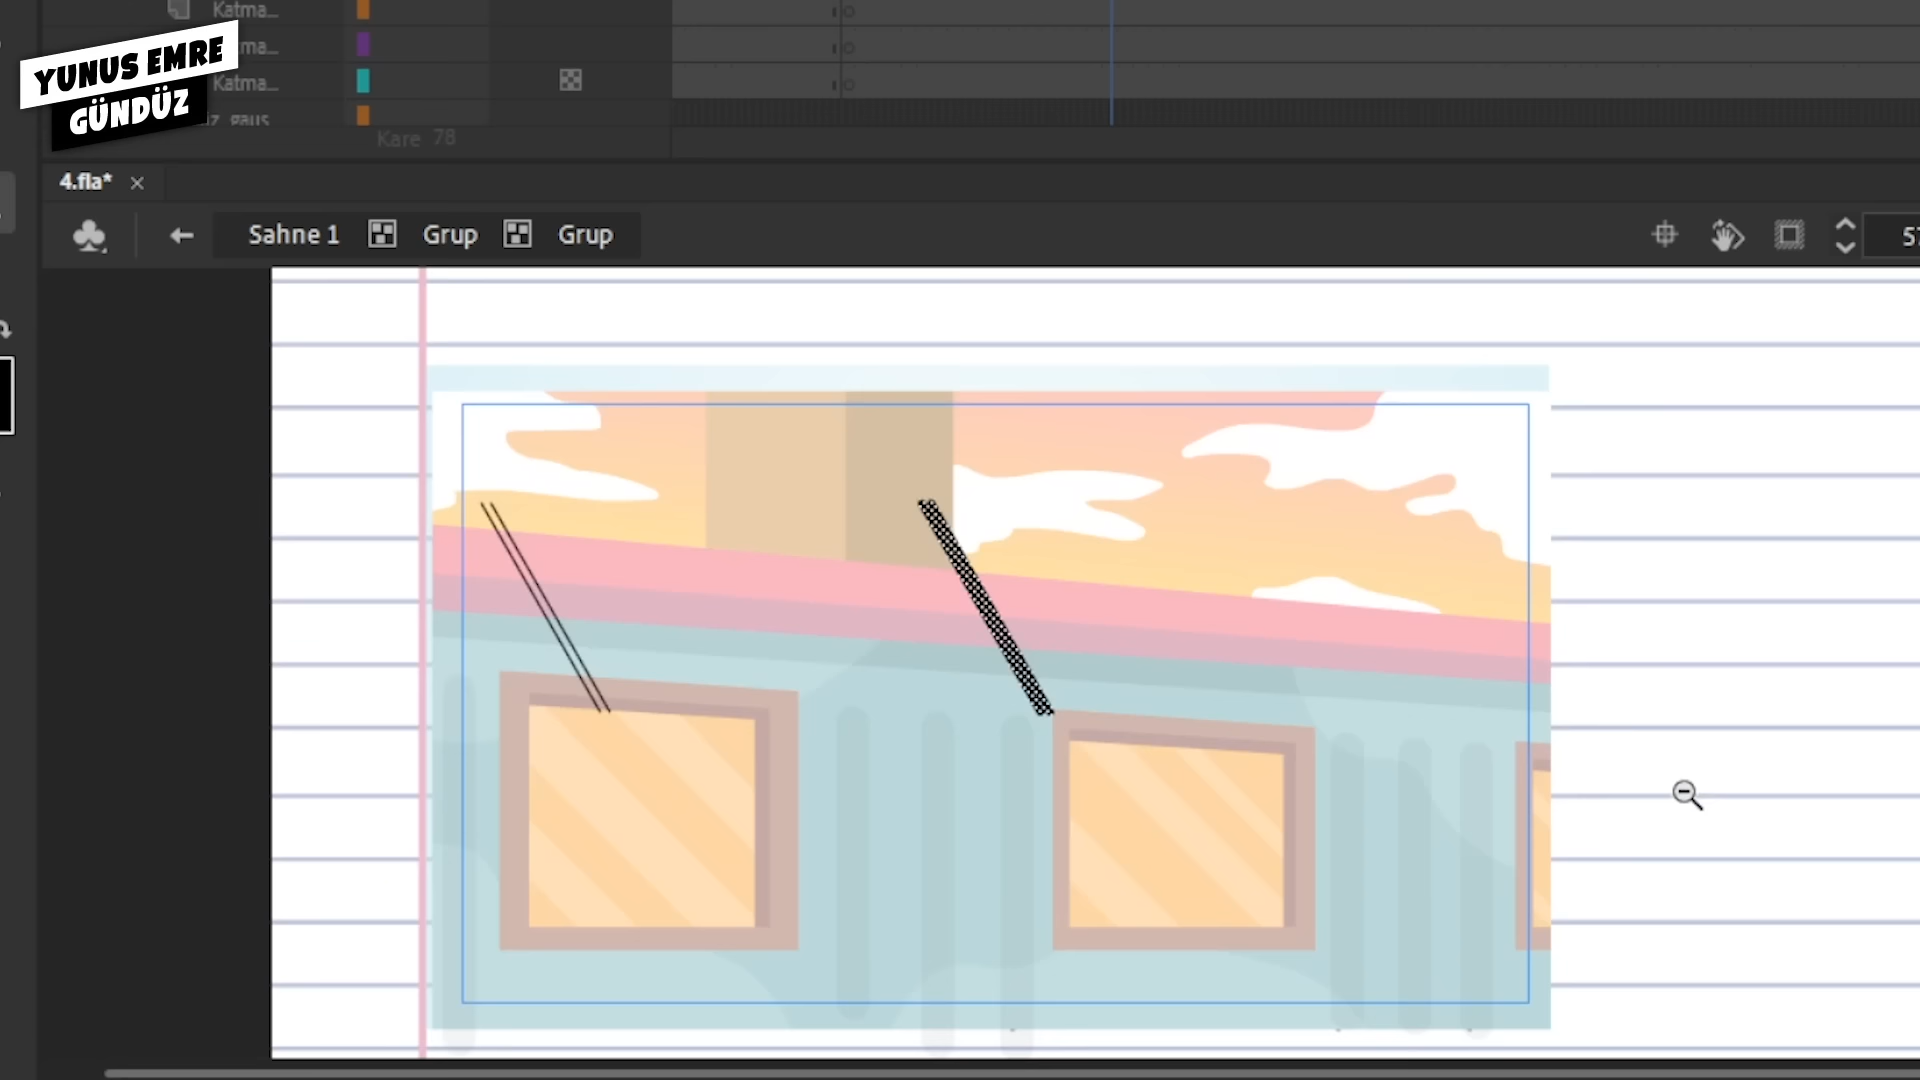 Katma...
YUNUS EMRE
GÜNDÜZ
Katma...
Kare 78
4.fla*
Sahne 1 Grup Grup